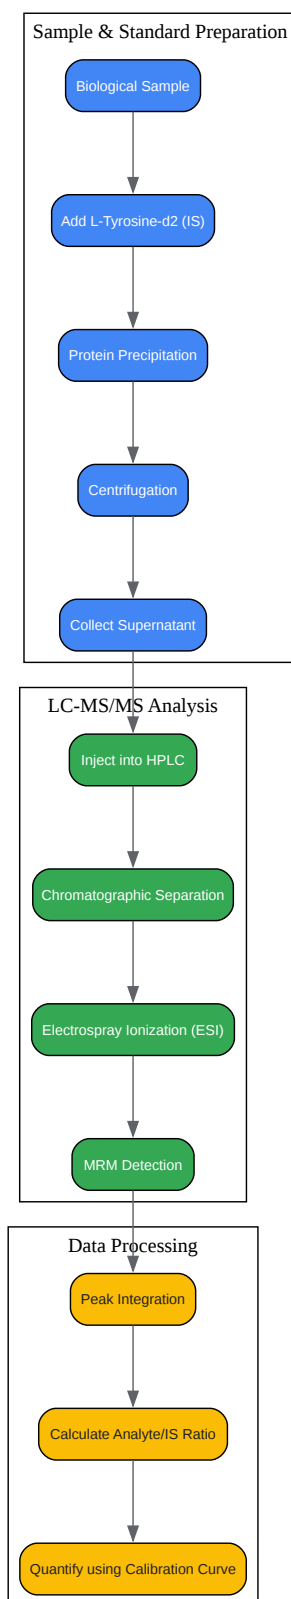 Sample & Standard Preparation
Biological Sample
Add L-Tyrosine-d2 (IS)
Protein Precipitation
Centrifugation
Collect Supernatant
LC-MS/MS Analysis
Inject into HPLC
Chromatographic Separation
Electrospray Ionization (ESI)
MRM Detection
Data Processing
Peak Integration
Calculate Analyte/IS Ratio
Quantify using Calibration Curve